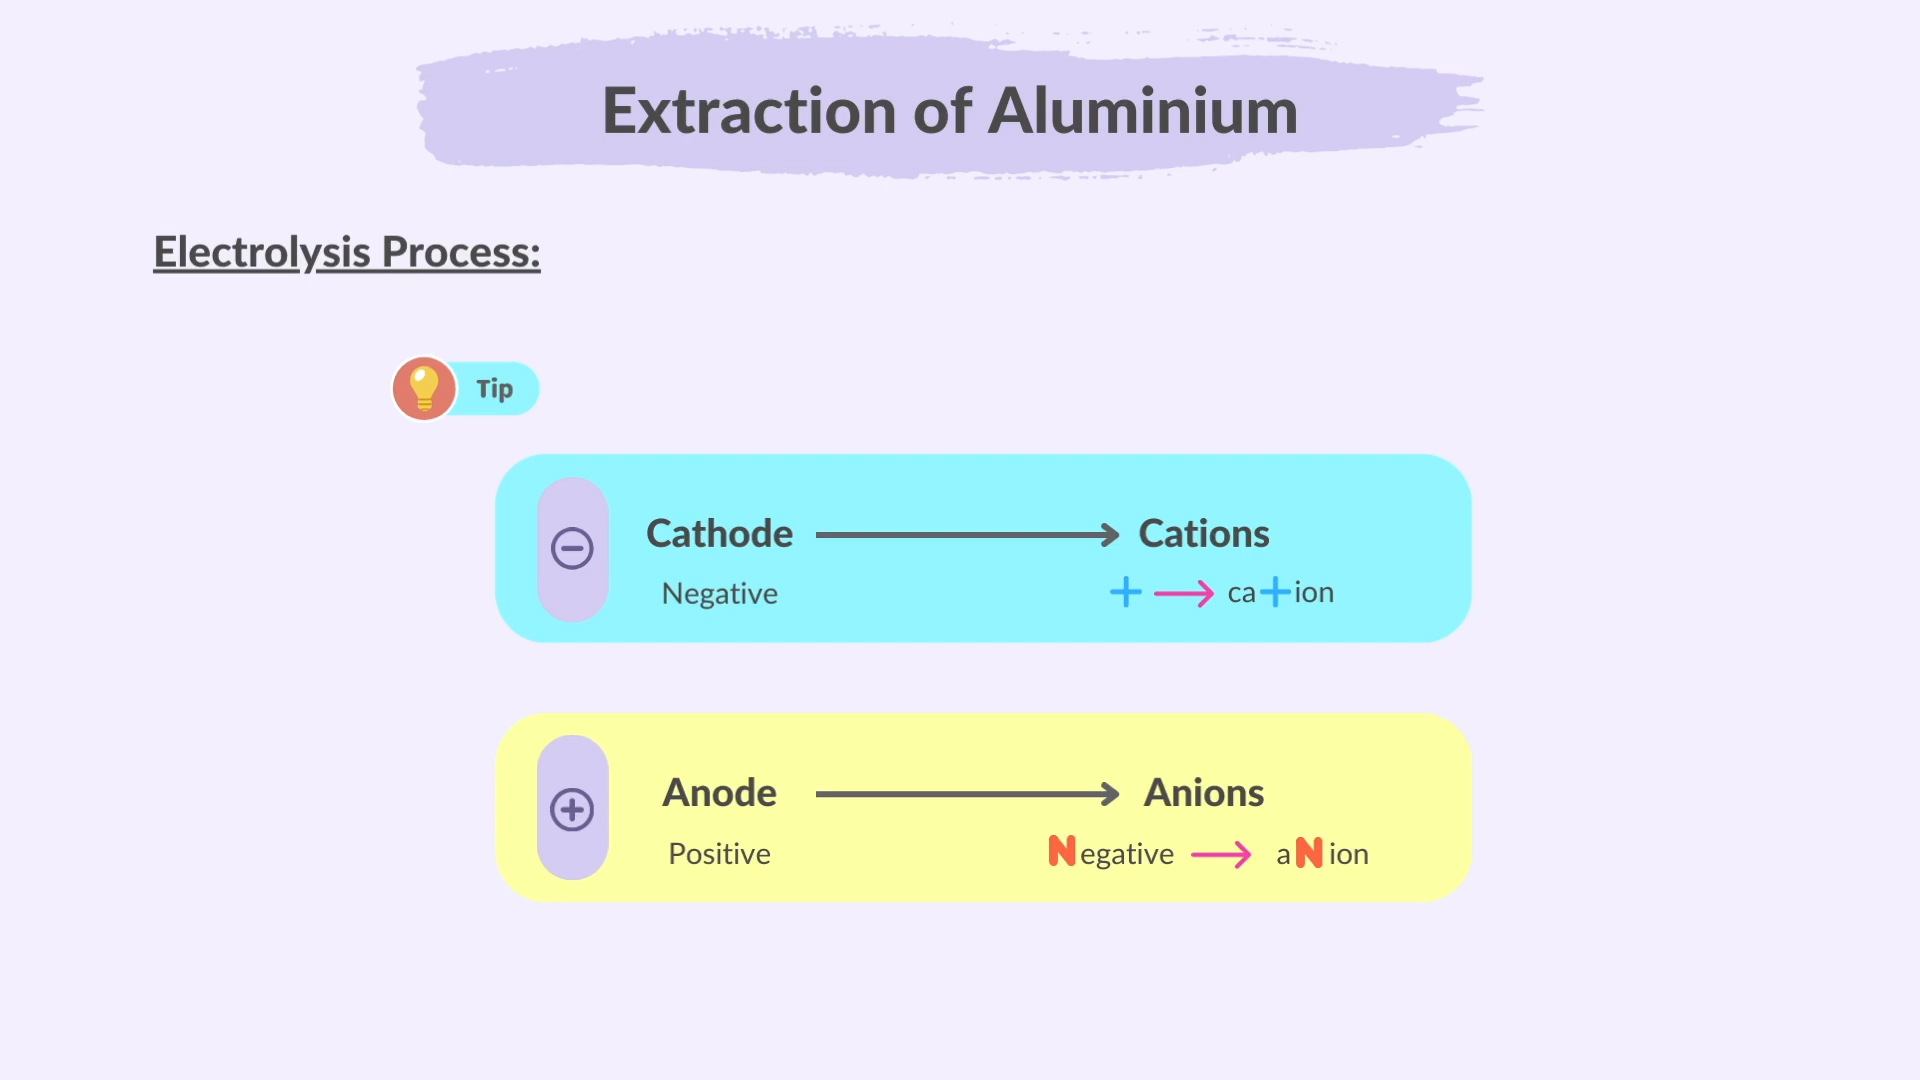 Extraction of Aluminium
Electrolysis Process:
Tip
Cathode Cations
Negative + ca+ion
Anode Anions
Positive Negative aNion